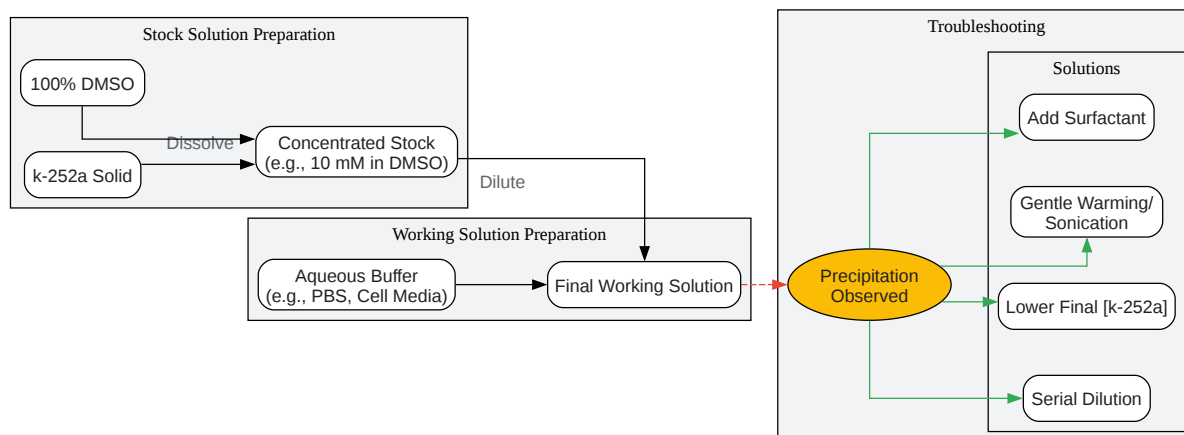 Stock Solution Preparation
100% DMSO
Dissolve
k-252a Solid
Concentrated Stock
(e.g., 10 mM in DMSO)
Dilute
Working Solution Preparation
Aqueous Buffer
(e.g., PBS, Cell Media)
Final Working Solution
Troubleshooting
Precipitation
Observed
Solutions
Add Surfactant
Gentle Warming/
Sonication
Lower Final [k-252a]
Serial Dilution